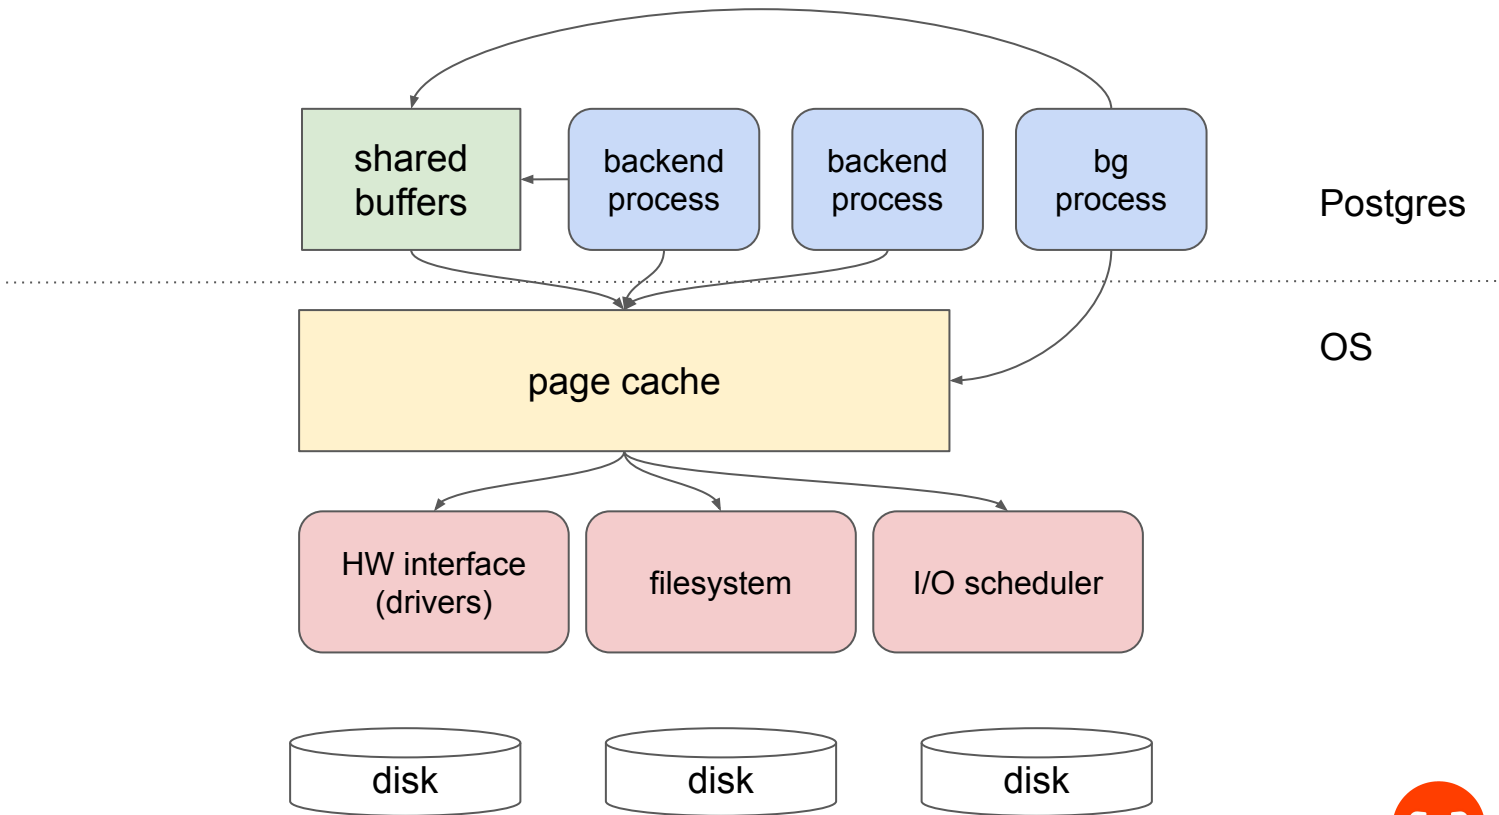 shared
buffers
backend
process
backend
process
bg
process
Postgres
OS
page cache
HW interface
(drivers)
filesystem
I/O scheduler
disk
disk
disk